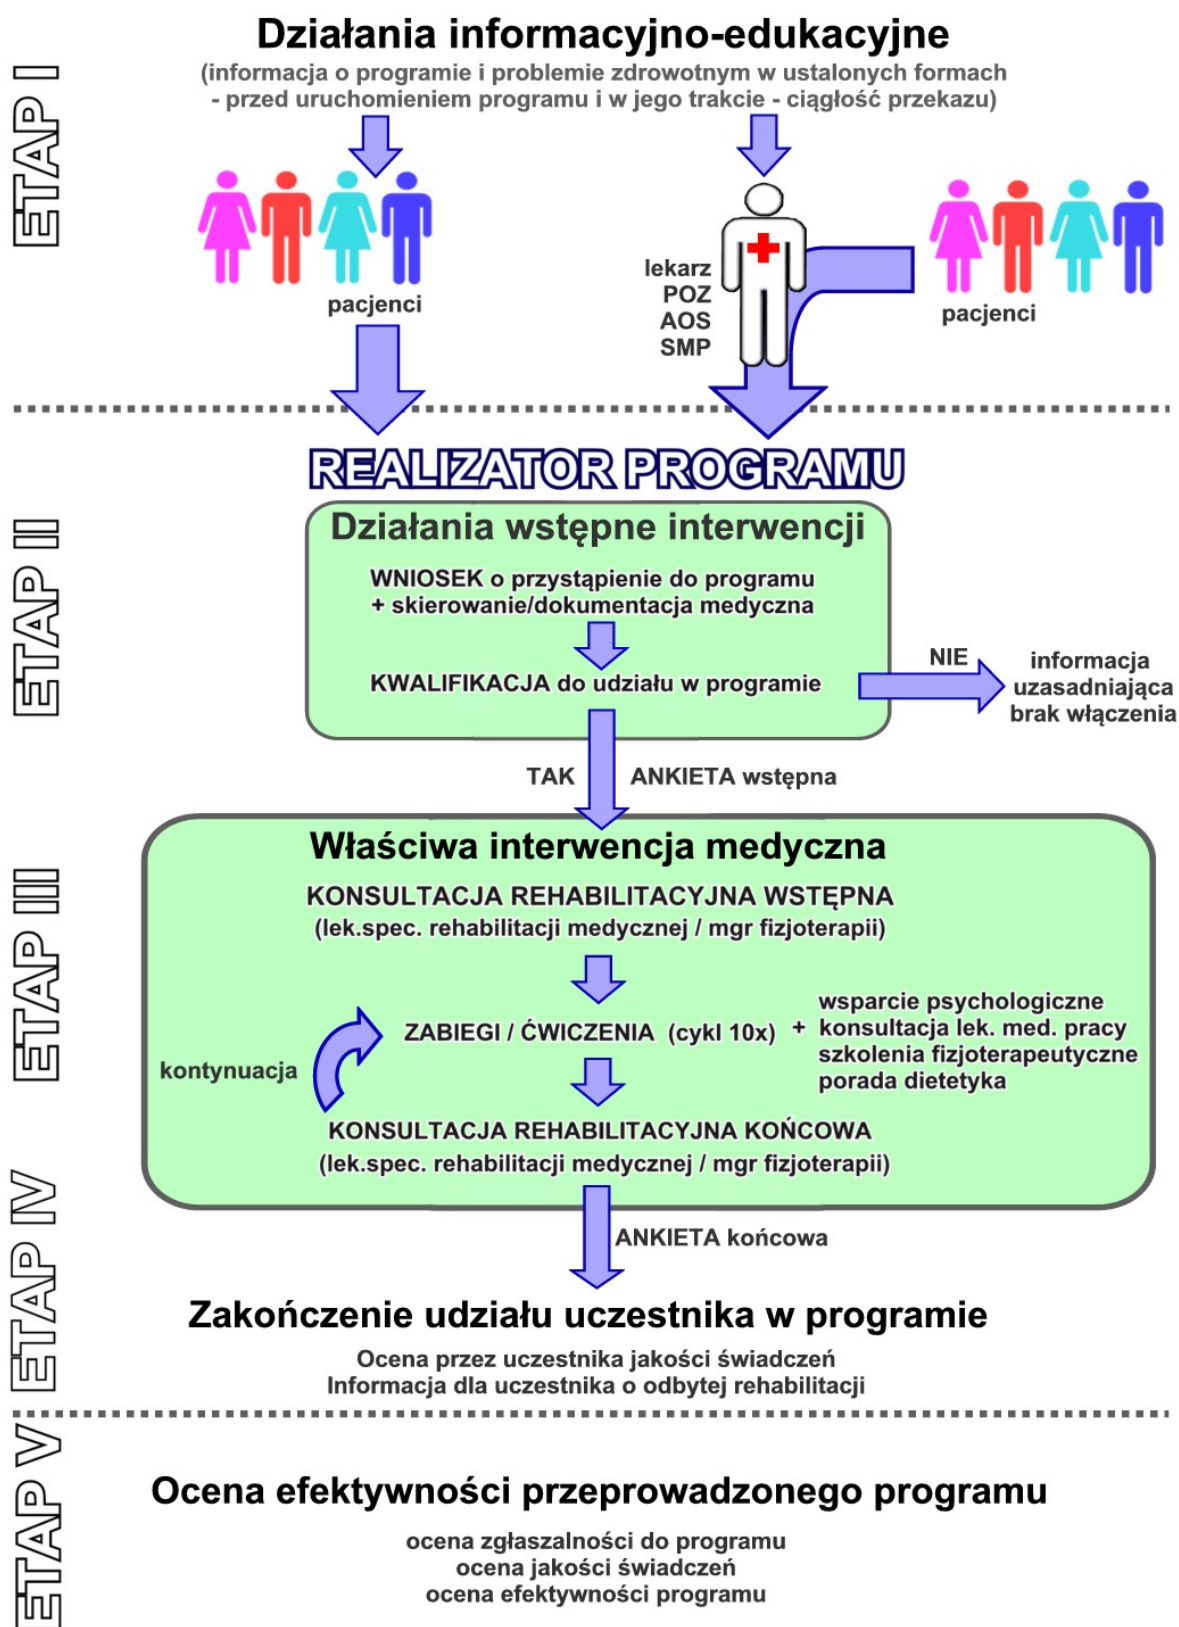 ETAP I
Działania informacyjno-edukacyjne
(informacja o programie i problemie zdrowotnym w ustalonych formach
- przed uruchomieniem programu i w jego trakcie - ciągłość przekazu)
pacjenci
lekarz
POZ
AOS
SMP
pacjenci
REALIZATOR PROGRAMU
ETAP II
Działania wstępne interwencji
WNIOSEK o przystąpienie do programu
+ skierowanie/dokumentacja medyczna
KWALIFIKACJA do udziału w programie
NIE
informacja
uzasadniająca
brak włączenia
TAK
ANKIETA wstępna
ETAP III
Właściwa interwencja medyczna
KONSULTACJA REHABILITACYJNA WSTĘPNA
(lek.spec. rehabilitacji medycznej / mgr fizjoterapii)
kontynuacja
ZABIEGI / ĆWICZENIA (cykl 10x)
+
wsparcie psychologiczne
konsultacja lek. med. pracy
szkolenia fizjoterapeutyczne
porada dietetyka
KONSULTACJA REHABILITACYJNA KOŃCOWA
(lek.spec. rehabilitacji medycznej / mgr fizjoterapii)
ETAP IV
ANKIETA końcowa
Zakończenie udziału uczestnika w programie
Ocena przez uczestnika jakości świadczeń
Informacja dla uczestnika o odbytej rehabilitacji
ETAP V
Ocena efektywności przeprowadzonego programu
ocena zgłaszalności do programu
ocena jakości świadczeń
ocena efektywności programu